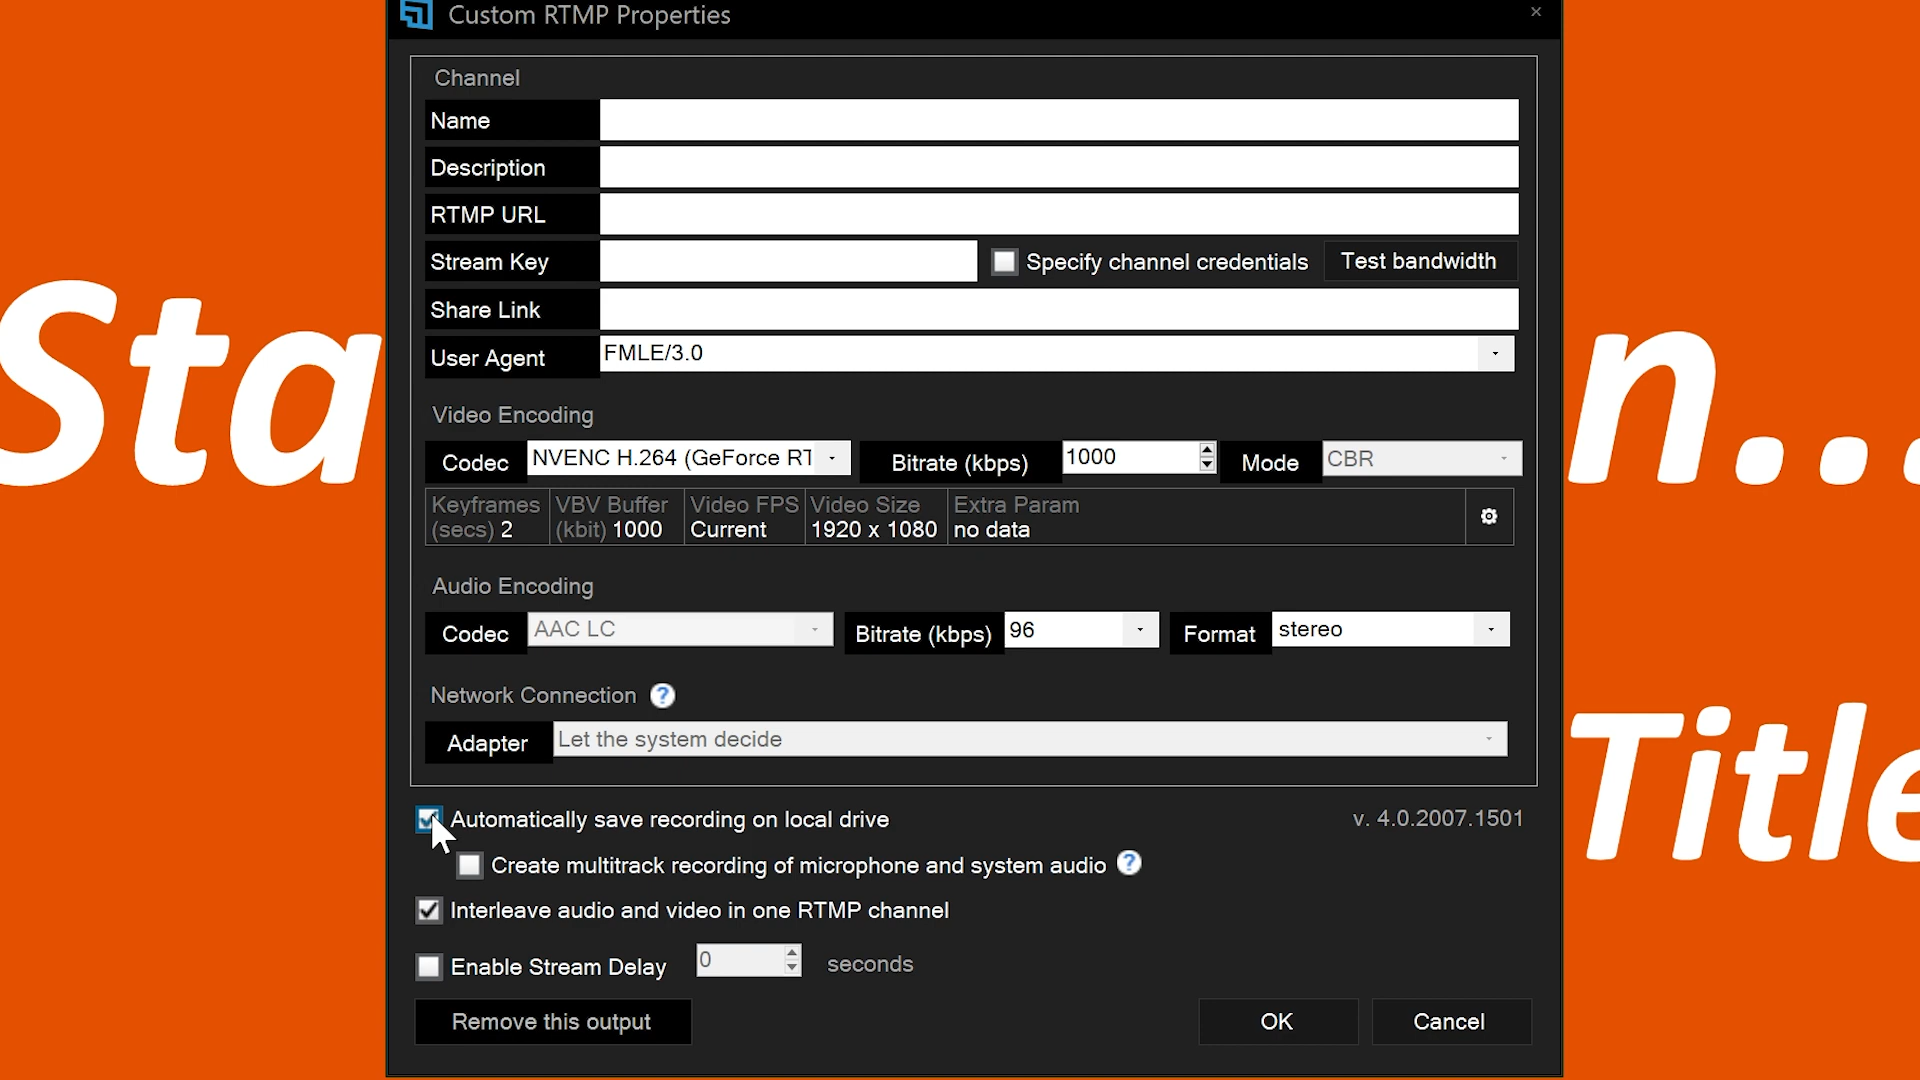 Custom RTMP Properties
Channel
Name
Description
RTMP URL
Stream Key
Specify channel credentials
Test bandwidth
Share Link
User Agent FMLE/3.0
Video Encoding
Codec NVENC H.264 (GeForce RT Bitrate (kbps) 1000 Mode CBR
Keyframes VBV Buffer Video FPS Video Size Extra Param
(secs) 2 (kbit) 1000 Current 1920 x 1080 no data
Audio Encoding
Codec AAC LC Bitrate (kbps) 96 Format stereo
Network Connection ?
Adapter Let the system decide
Automatically save recording on local drive v. 4.0.2007.1501
Create multitrack recording of microphone and system audio ?
Interleave audio and video in one RTMP channel
Enable Stream Delay 0 seconds
Remove this output OK Cancel
Sta n...
Title